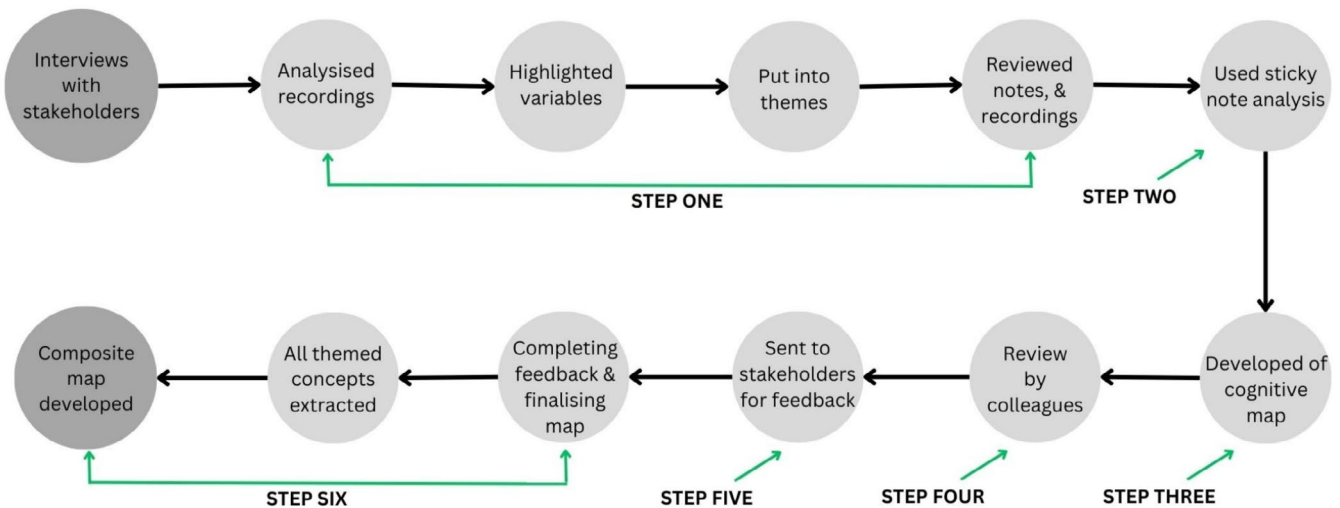 Interviews
with
stakeholders
Analysised
recordings
Highlighted
variables
Put into
themes
Reviewed
notes, &
recordings
Used sticky
note analysis
STEP ONE
STEP TWO
Developed of
cognitive
map
Review
by
colleagues
Sent to
stakeholders
for feedback
Completing
feedback &
finalising
map
All themed
concepts
extracted
Composite
map
developed
STEP THREE
STEP FOUR
STEP FIVE
STEP SIX